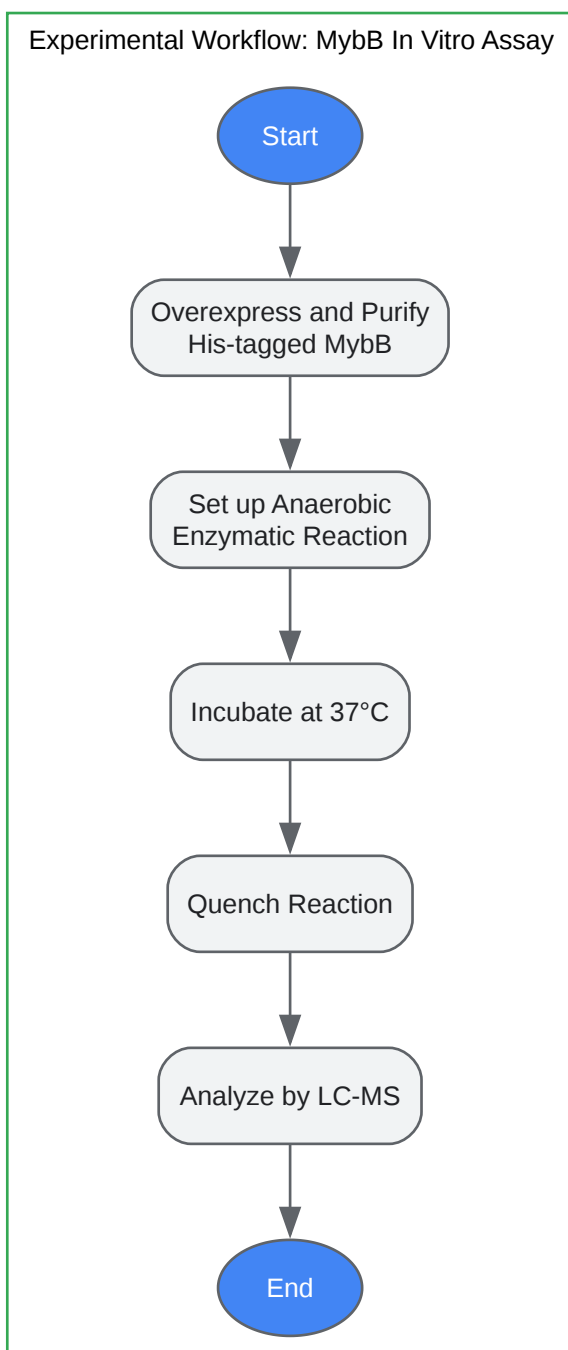 Experimental Workflow: MybB In Vitro Assay
Start
Overexpress and Purify
His-tagged MybB
Set up Anaerobic
Enzymatic Reaction
Incubate at 37°C
Quench Reaction
Analyze by LC-MS
End